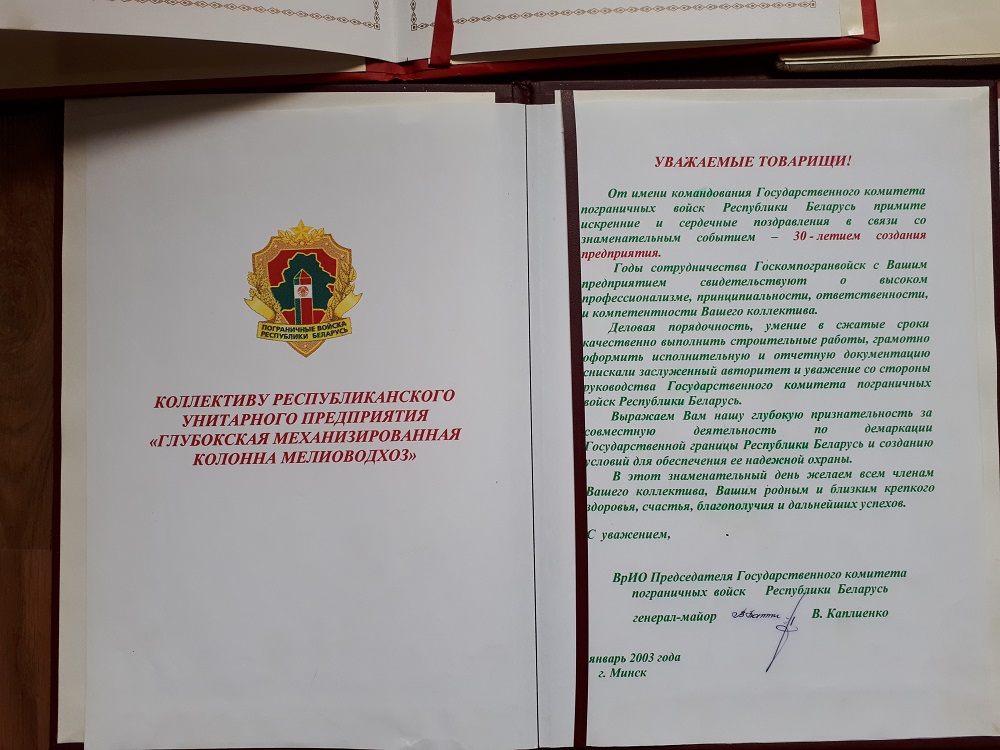 ПОГРАНИЧНЫЕ ВОЙСКА
РЕСПУБЛИКИ БЕЛАРУСЬ
КОЛЛЕКТИВУ РЕСПУБЛИКАНСКОГО
УНИТАРНОГО ПРЕДПРИЯТИЯ
«ГЛУБОКСКАЯ МЕХАНИЗИРОВАННАЯ
КОЛОННА МЕЛИОВОДХОЗ»
УВАЖАЕМЫЕ ТОВАРИЩИ!
От имени командования Государственного комитета
пограничных войск Республики Беларусь примите
искренние и сердечные поздравления в связи со
знаменательным событием – 30 - летием создания
предприятия.
Годы сотрудничества Госкомпогранвойск с Вашим
предприятием свидетельствуют о высоком
профессионализме, принципиальности, ответственности,
и компетентности Вашего коллектива.
Деловая порядочность, умение в сжатые сроки
качественно выполнить строительные работы, грамотно
оформить исполнительную и отчетную документацию
снискали заслуженный авторитет и уважение со стороны
руководства Государственного комитета пограничных
войск Республики Беларусь.
Выражаем Вам нашу глубокую признательность за
совместную деятельность по демаркации
Государственной границы Республики Беларусь и созданию
условий для обеспечения ее надежной охраны.
В этот знаменательный день желаем всем членам
Вашего коллектива, Вашим родным и близким крепкого
здоровья, счастья, благополучия и дальнейших успехов.
С уважением,
ВрИО Председателя Государственного комитета
пограничных войск Республики Беларусь
генерал-майор В. Каплиенко
январь 2003 года
г. Минск